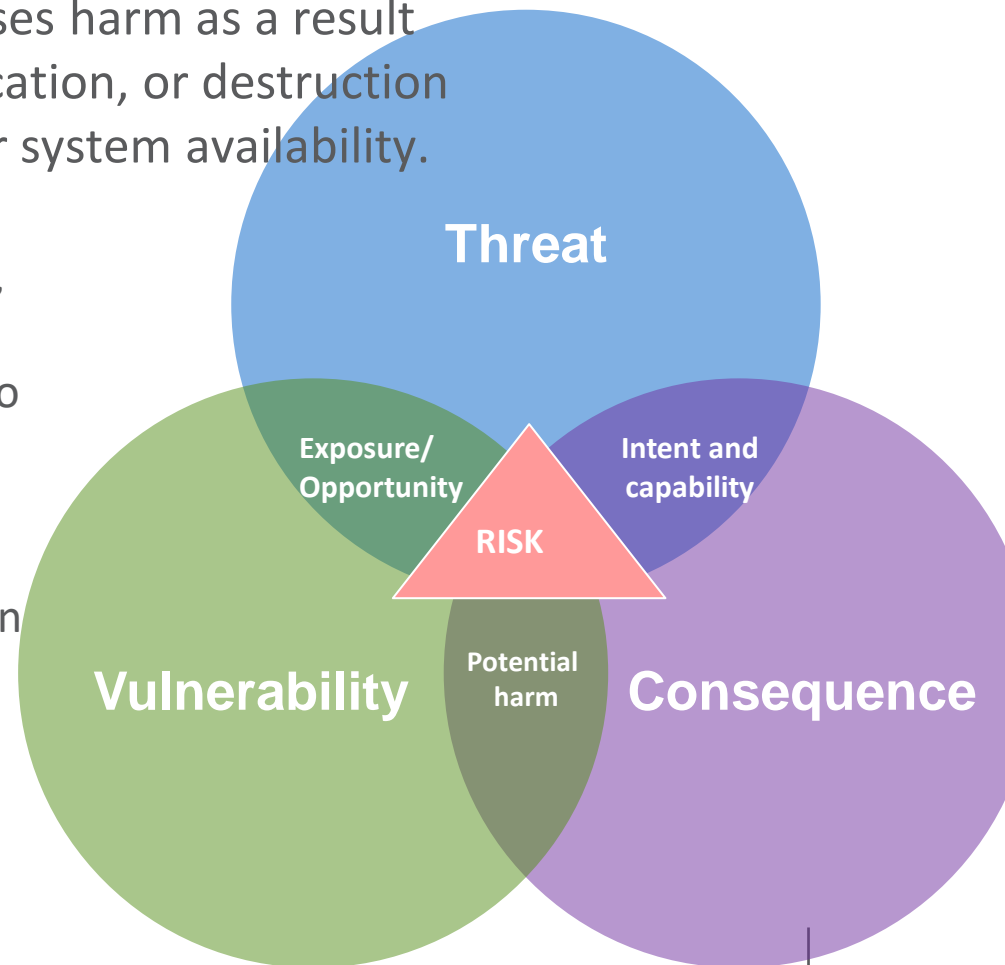 ses harm as a result
cation, or destruction
r system availability.
Threat
,
o
Exposure/
Opportunity
Intent and
capability
RISK
n
Potential
harm
Vulnerability
Consequence